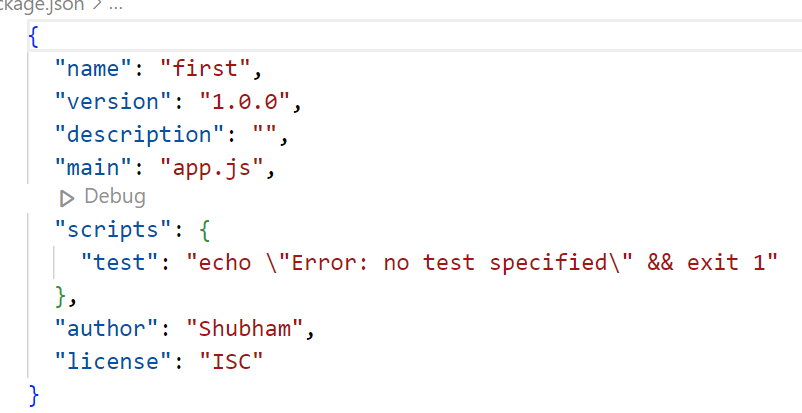 ckage.json > ...
{
"name": "first",
"version": "1.0.0",
"description": "",
"main": "app.js",
Debug
"scripts": {
"test": "echo \"Error: no test specified\" && exit 1"
},
"author": "Shubham",
"license": "ISC"
}